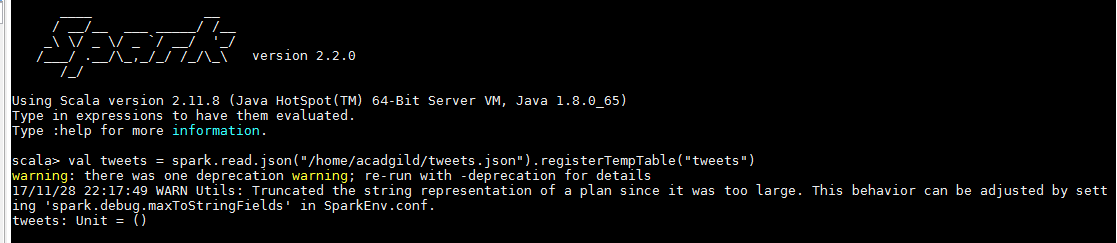 Spark version 2.2.0
Using Scala version 2.11.8 (Java HotSpot(TM) 64-Bit Server VM, Java 1.8.0_65)
Type in expressions to have them evaluated.
Type :help for more information.
scala> val tweets = spark.read.json("/home/acadgild/tweets.json").registerTempTable("tweets")
warning: there was one deprecation warning; re-run with -deprecation for details
17/11/28 22:17:49 WARN Utils: Truncated the string representation of a plan since it was too large. This behavior can be adjusted by sett
ing 'spark.debug.maxToStringFields' in SparkEnv.conf.
tweets: Unit = ()